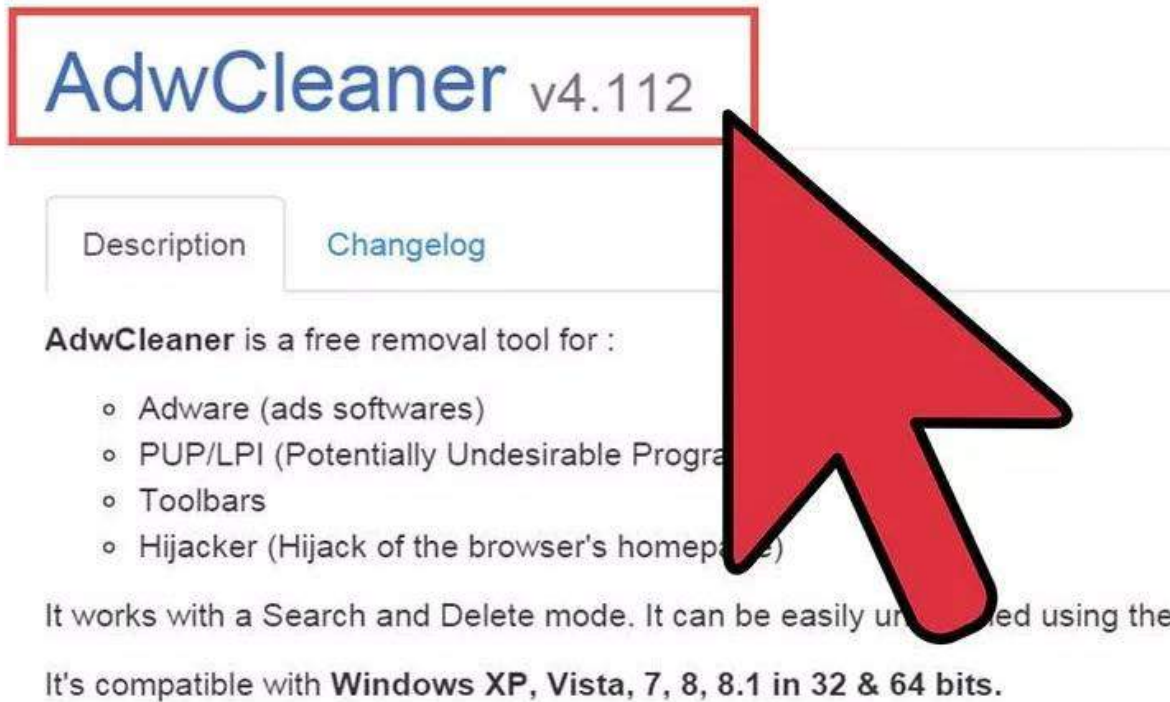 AdwCleaner v4.112
Description Changelog
AdwCleaner is a free removal tool for :
Adware (ads softwares)
PUP/LPI (Potentially Undesirable
Toolbars
Hijacker (Hijack of the browser's
It works with a Search and Delete mode. It can be easily using the
It's compatible with Windows XP, Vista, 7, 8, 8.1 in 32 & 64 bits.